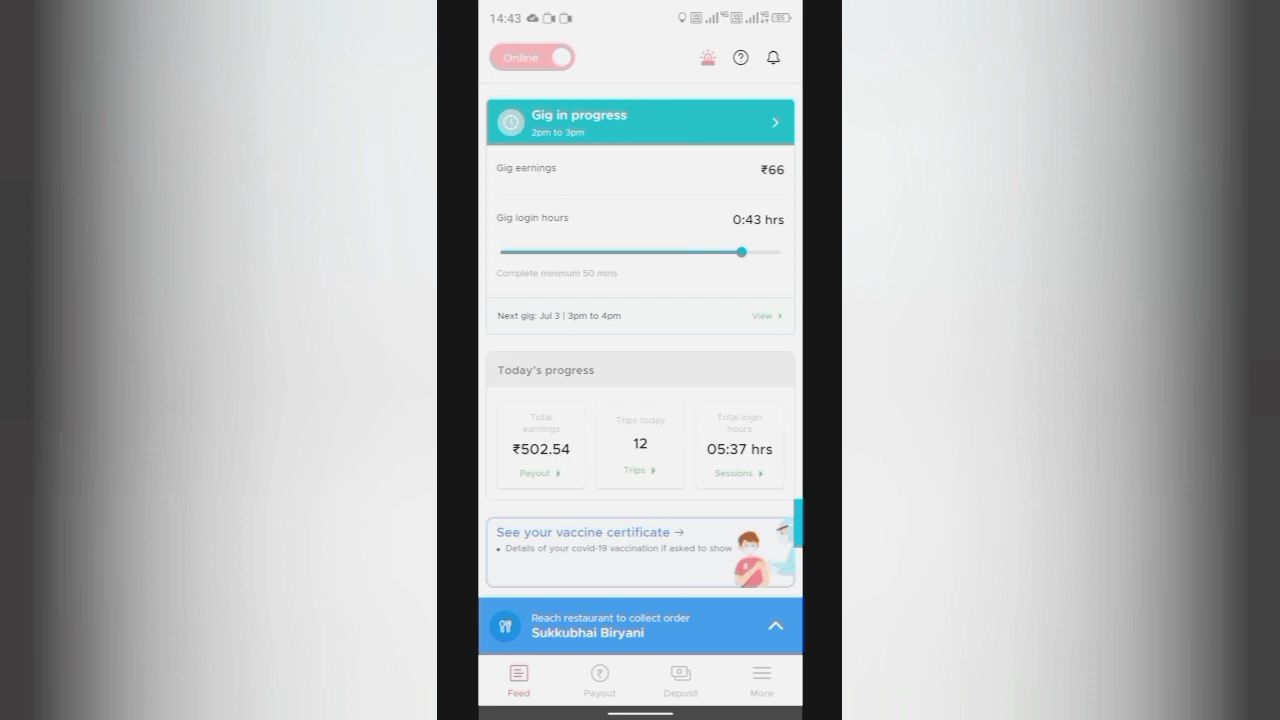 14:43
Online
Gig in progress
2pm to 3pm
Gig earnings
₹66
Gig login hours
0:43 hrs
Complete minimum 50 mins
Next gig: Jul 3 | 3pm to 4pm
View
Today's progress
Total earnings
₹502.54
Payout
Trips today
12
Trips
Total login hours
05:37 hrs
Sessions
See your vaccine certificate →
• Details of your covid-19 vaccination if asked to show
Reach restaurant to collect order
Sukkubhai Biryani
Feed
Payout
Deposit
More